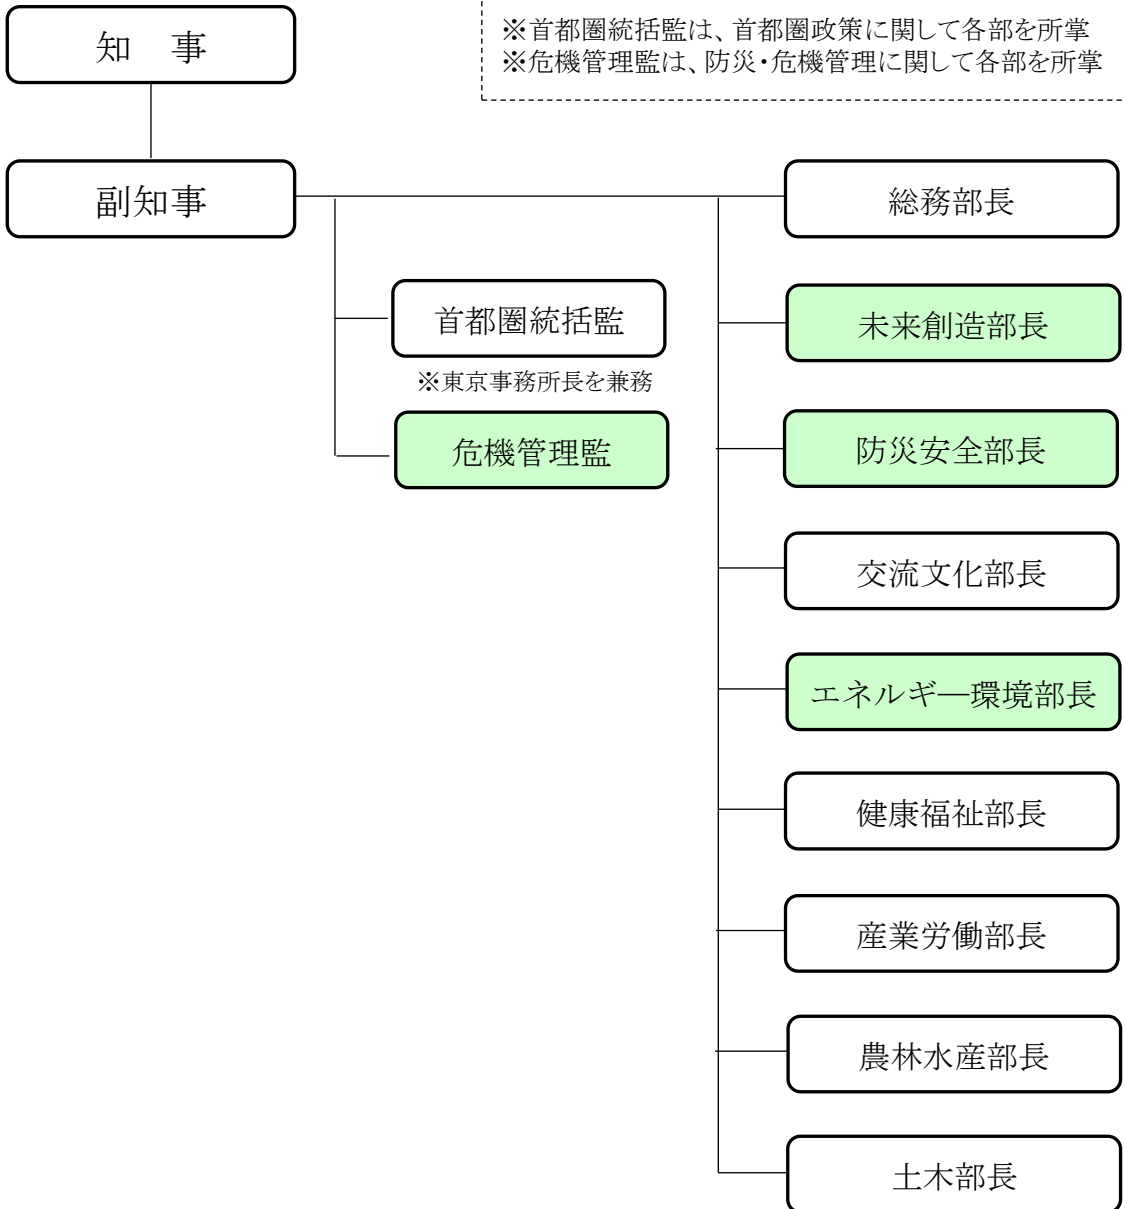 ※首都圏統括監は、首都圏政策に関して各部を所掌
※危機管理監は、防災・危機管理に関して各部を所掌
知　事
副知事
総務部長
首都圏統括監
※東京事務所長を兼務
危機管理監
未来創造部長
防災安全部長
交流文化部長
エネルギ―環境部長
健康福祉部長
産業労働部長
農林水産部長
土木部長